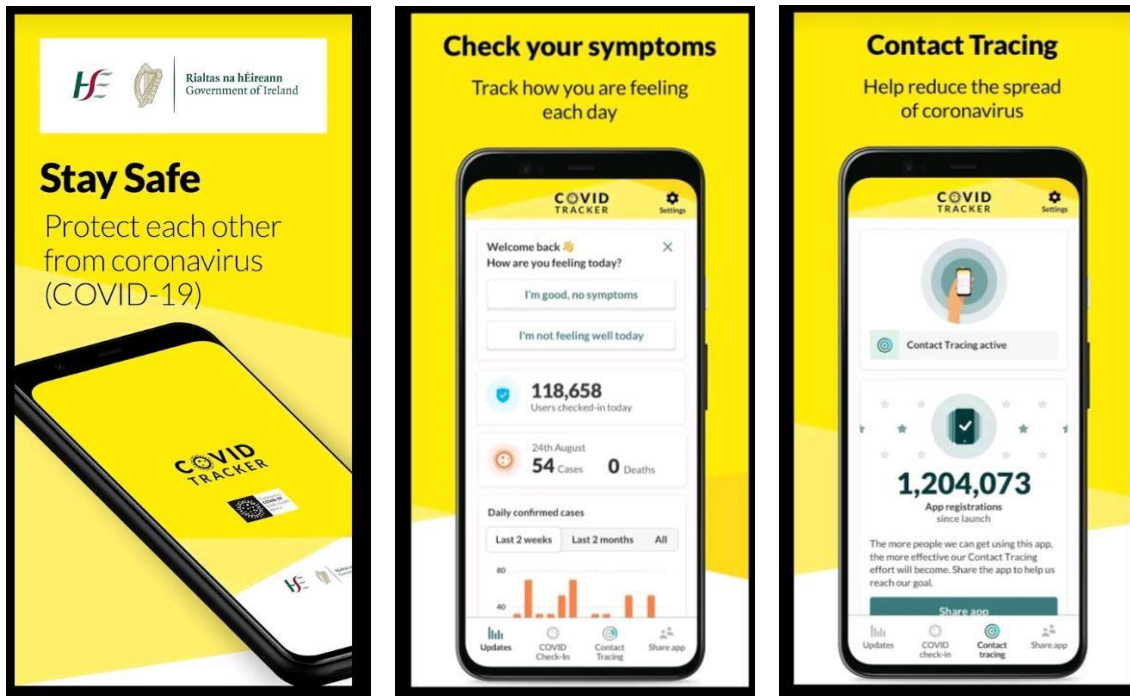 HE
Rialtas na hÉireann
Government of Ireland
Stay Safe
Protect each other
from coronavirus
(COVID-19)
COVID
TRACKER
Check your symptoms
Track how you are feeling
each day
COVID
TRACKER
Settings
Welcome back 👋
How are you feeling today?
I'm good, no symptoms
I'm not feeling well today
118,658
Users checked-in today
24th August
54 Cases 0 Deaths
Daily confirmed cases
Last 2 weeks Last 2 months All
80
40
Updates
COVID
Check-In
Contact
Tracing
Share app
Contact Tracing
Help reduce the spread
of coronavirus
COVID
TRACKER
Settings
Contact Tracing active
1,204,073
App registrations
since launch
The more people we can get using this app,
the more effective our Contact Tracing
effort will become. Share the app to help us
reach our goal.
Share app
Updates
COVID
check-in
Contact
tracing
Share app